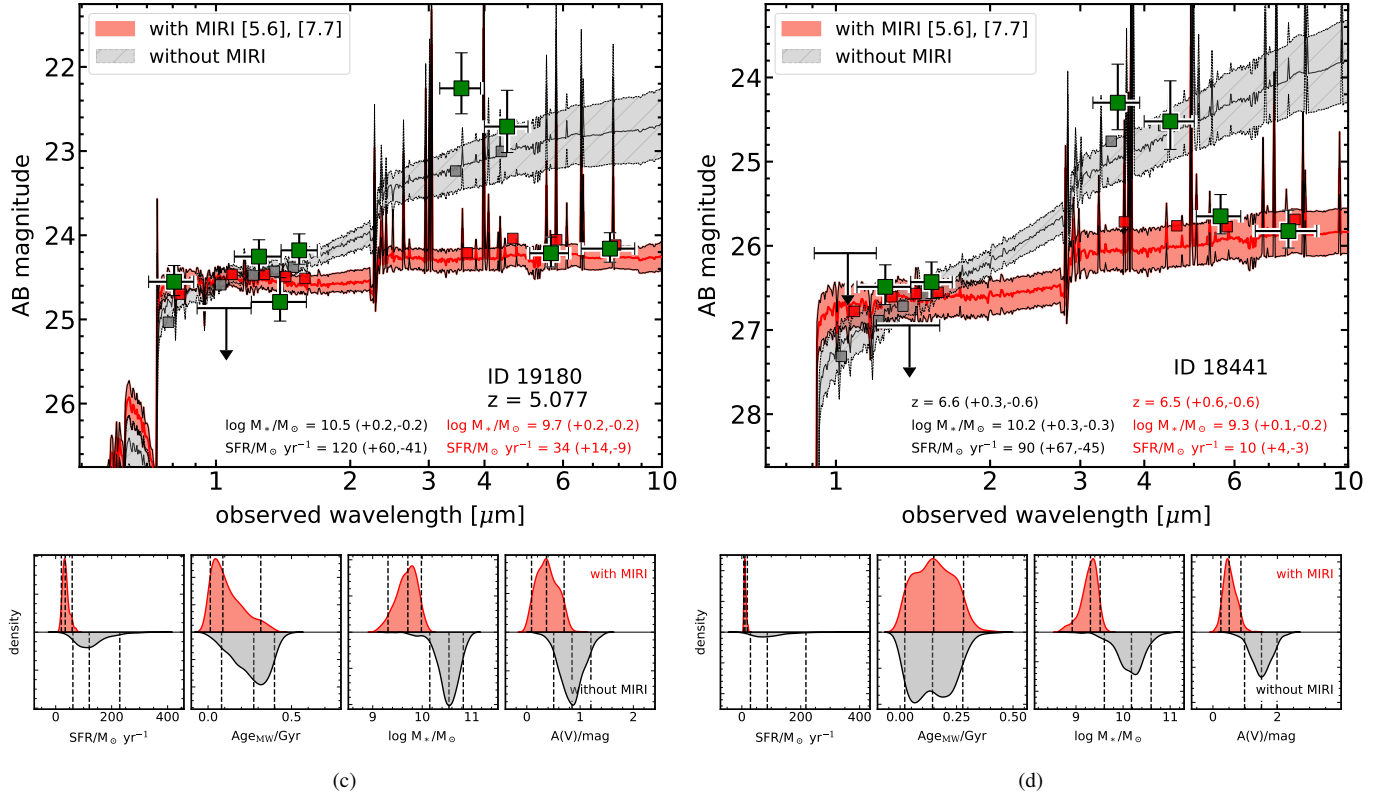 with MIRI [5.6], [7.7]
without MIRI
22
23
24
25
26
AB magnitude
ID 19180
z = 5.077
log M*/M☉ = 10.5 (+0.2,-0.2)
log M*/M☉ = 9.7 (+0.2,-0.2)
SFR/M☉ yr⁻¹ = 120 (+60,-41)
SFR/M☉ yr⁻¹ = 34 (+14,-9)
1 2 3 4 6 10
observed wavelength [μm]
with MIRI [5.6], [7.7]
without MIRI
24
25
26
27
28
AB magnitude
ID 18441
z = 6.6 (+0.3,-0.6)
z = 6.5 (+0.6,-0.6)
log M*/M☉ = 10.2 (+0.3,-0.3)
log M*/M☉ = 9.3 (+0.1,-0.2)
SFR/M☉ yr⁻¹ = 90 (+67,-45)
SFR/M☉ yr⁻¹ = 10 (+4,-3)
1 2 3 4 6 10
observed wavelength [μm]
density
with MIRI
without MIRI
0 200 400
0.0 0.5
9 10 11
0 1 2
SFR/M☉ yr⁻¹
Age_MW/Gyr
log M*/M☉
A(V)/mag
(c)
density
with MIRI
without MIRI
0 200 400
0.00 0.25 0.50
9 10 11
0 1 2
SFR/M☉ yr⁻¹
Age_MW/Gyr
log M*/M☉
A(V)/mag
(d)